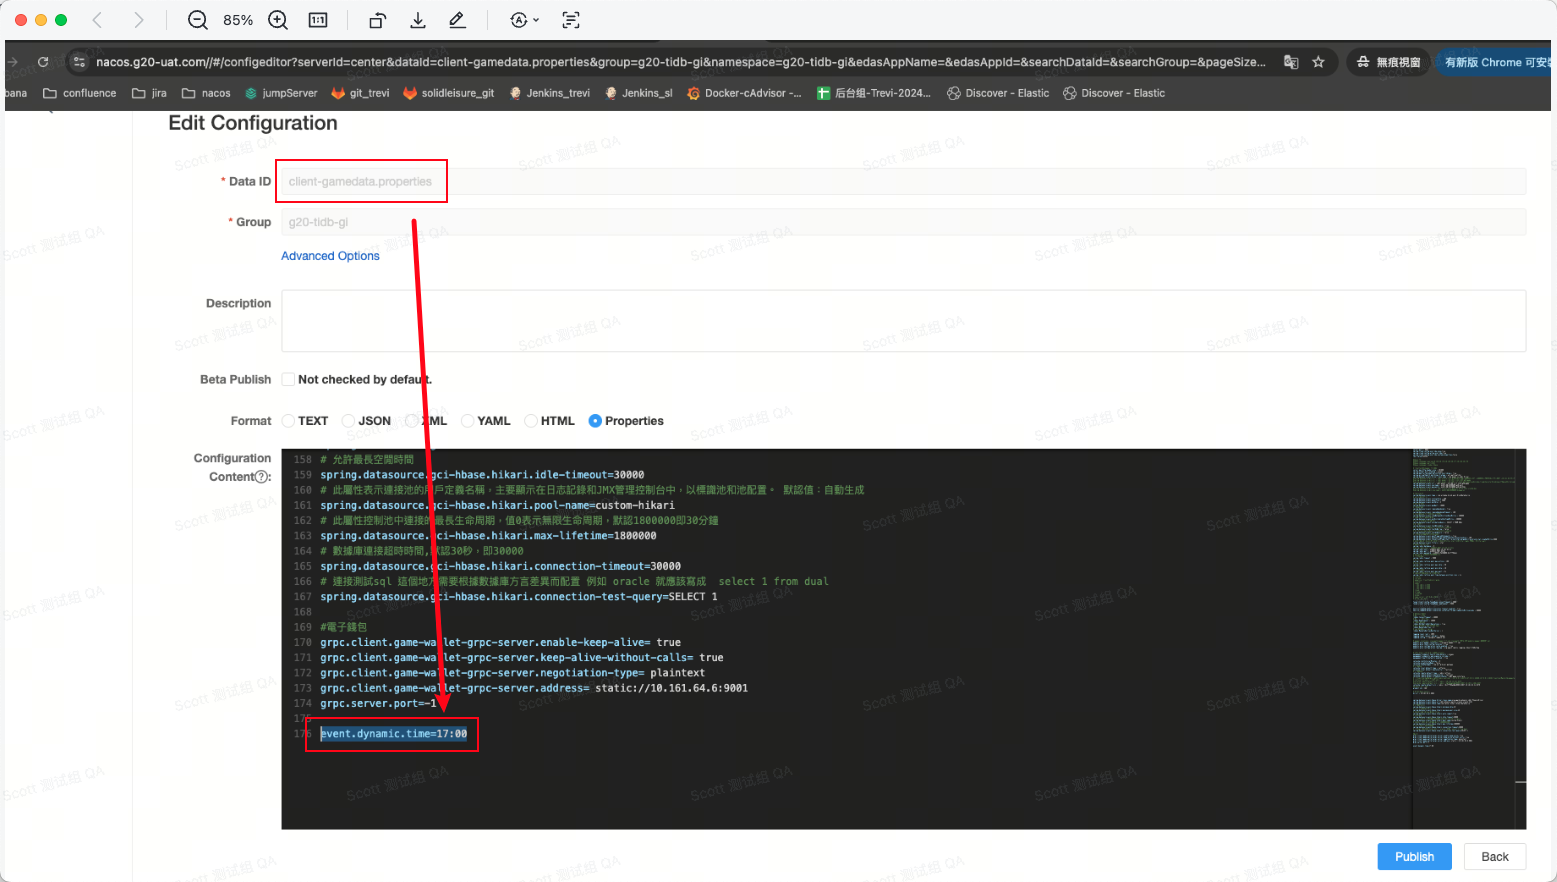 85%
nacos.g20-uat.com//#/configeditor?serverId=center&dataId=client-gamedata.properties&group=g20-tidb-gi&namespace=g20-tidb-gi&edasAppName=&edasAppId=&searchDataId=&searchGroup=&pageSize...
無痕視窗
有新版 Chrome 可安
bana
confluence
jira
nacos
jumpServer
git_trevi
solidleisure_git
Jenkins_trevi
Jenkins_sl
Docker-cAdvisor -...
后台组-Trevi-2024...
Discover - Elastic
Discover - Elastic
Edit Configuration
* Data ID
client-gamedata.properties
* Group
g20-tidb-gi
Advanced Options
Description
Beta Publish
Not checked by default.
Format
TEXT
JSON
XML
YAML
HTML
Properties
Configuration
Content?:
158 # 允許最長空閒時間
159 spring.datasource.gci-hbase.hikari.idle-timeout=30000
160 # 此屬性表示連接池的用戶定義名稱，主要顯示在日志記錄和JMX管理控制台中，以標識池和池配置。 默認值：自動生成
161 spring.datasource.gci-hbase.hikari.pool-name=custom-hikari
162 # 此屬性控制池中連接的最長生命周期，值0表示無限生命周期，默認1800000即30分鐘
163 spring.datasource.gci-hbase.hikari.max-lifetime=1800000
164 # 數據庫連接超時時間,默認30秒，即30000
165 spring.datasource.gci-hbase.hikari.connection-timeout=30000
166 # 連接測試sql 這個地方需要根據數據庫方言差異而配置 例如 oracle 就應該寫成  select 1 from dual
167 spring.datasource.gci-hbase.hikari.connection-test-query=SELECT 1
168
169 #電子錢包
170 grpc.client.game-wallet-grpc-server.enable-keep-alive= true
171 grpc.client.game-wallet-grpc-server.keep-alive-without-calls= true
172 grpc.client.game-wallet-grpc-server.negotiation-type= plaintext
173 grpc.client.game-wallet-grpc-server.address= static://10.161.64.6:9001
174 grpc.server.port=-1
175
176 event.dynamic.time=17:00
Publish
Back
Scott 测试组 QA